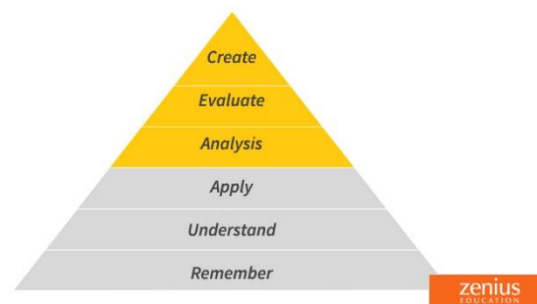 Create
Evaluate
Analysis
Apply
Understand
Remember
zenius
EDUCATION